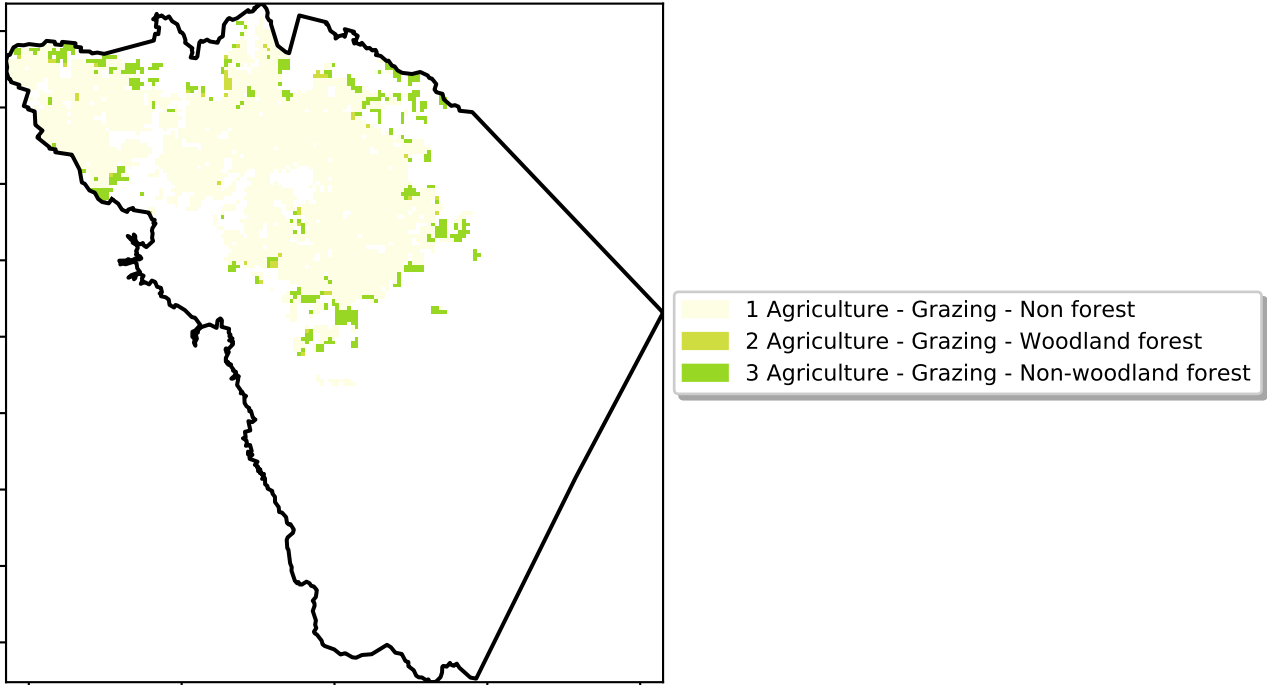 1 Agriculture - Grazing - Non forest
2 Agriculture - Grazing - Woodland forest
3 Agriculture - Grazing - Non-woodland forest